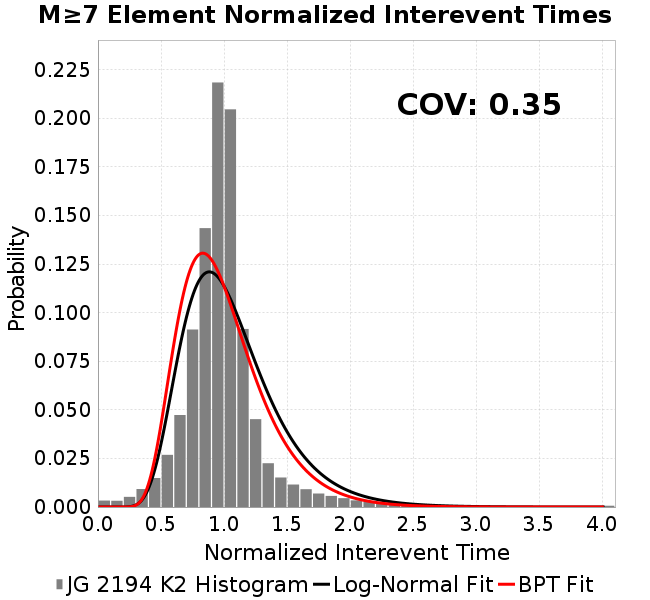 M≥7 Element Normalized Interevent Times
COV: 0.35
Probability
0.225
0.200
0.175
0.150
0.125
0.100
0.075
0.050
0.025
0.000
0.0 0.5 1.0 1.5 2.0 2.5 3.0 3.5 4.0
Normalized Interevent Time
JG 2194 K2 Histogram Log-Normal Fit BPT Fit